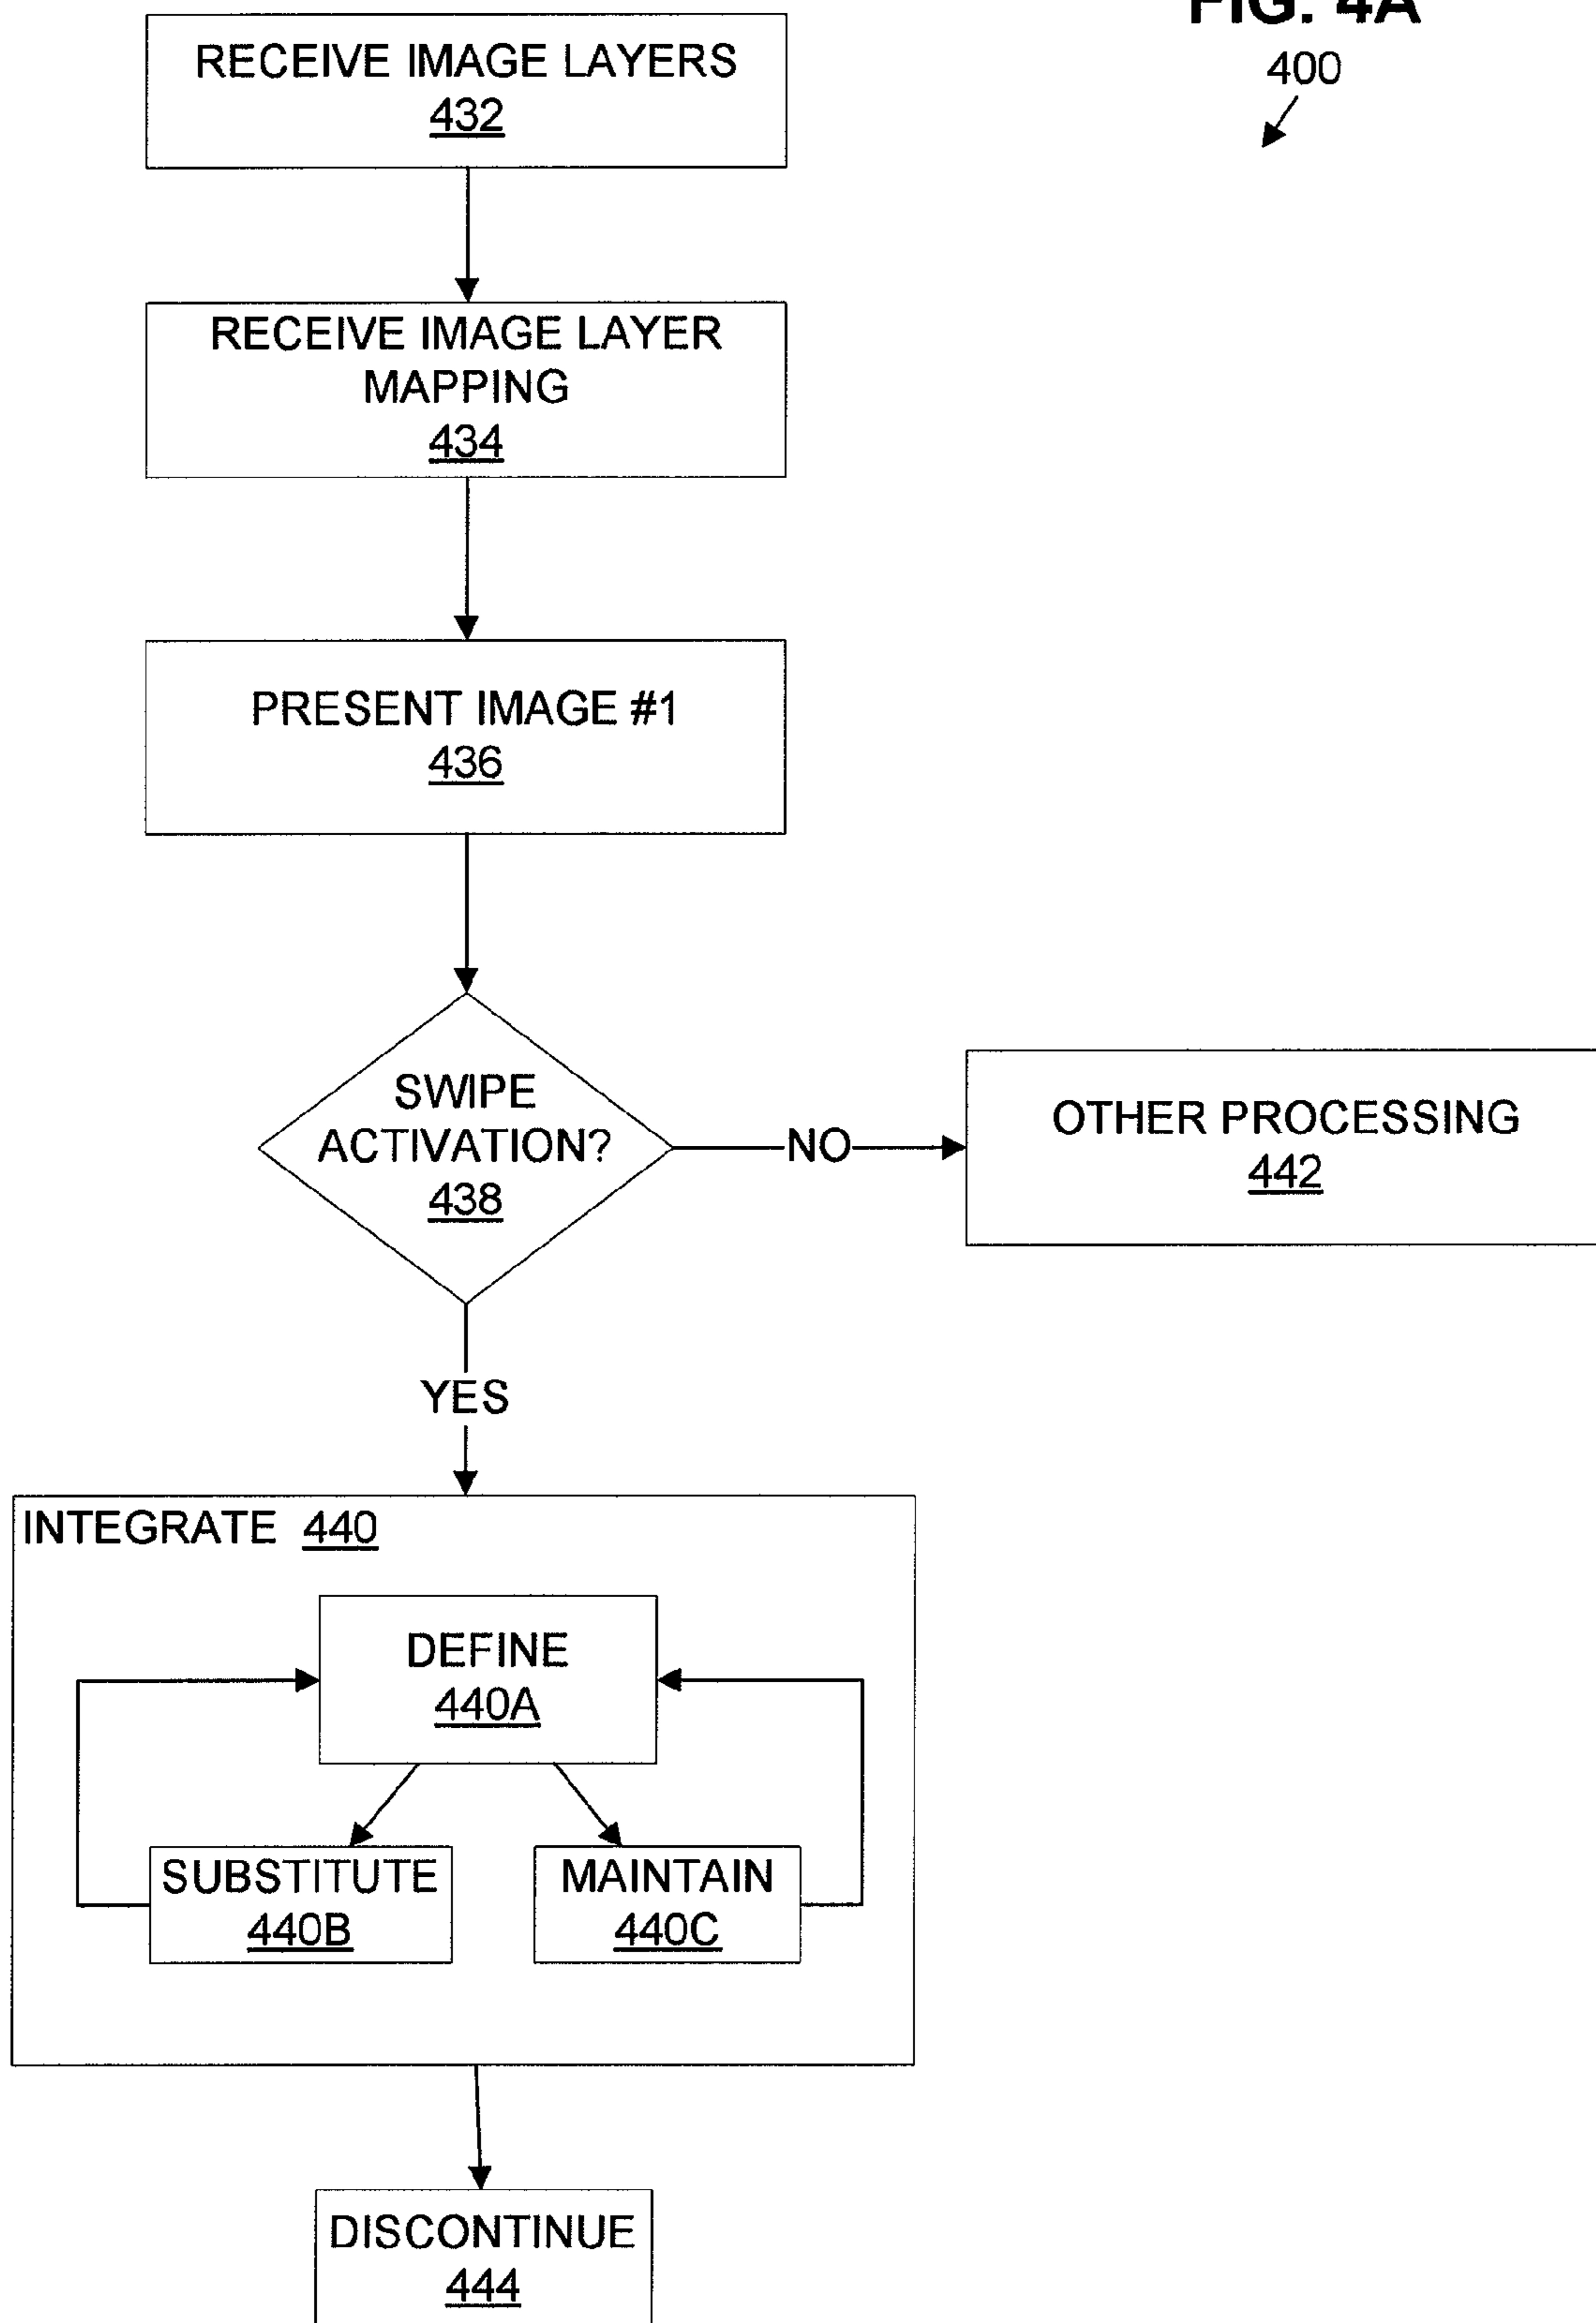 FIG. 4A
400
RECEIVE IMAGE LAYERS
432
RECEIVE IMAGE LAYER
MAPPING
434
PRESENT IMAGE #1
436
SWIPE
ACTIVATION?
438
NO
OTHER PROCESSING
442
YES
INTEGRATE 440
DEFINE
440A
SUBSTITUTE
440B
MAINTAIN
440C
DISCONTINUE
444